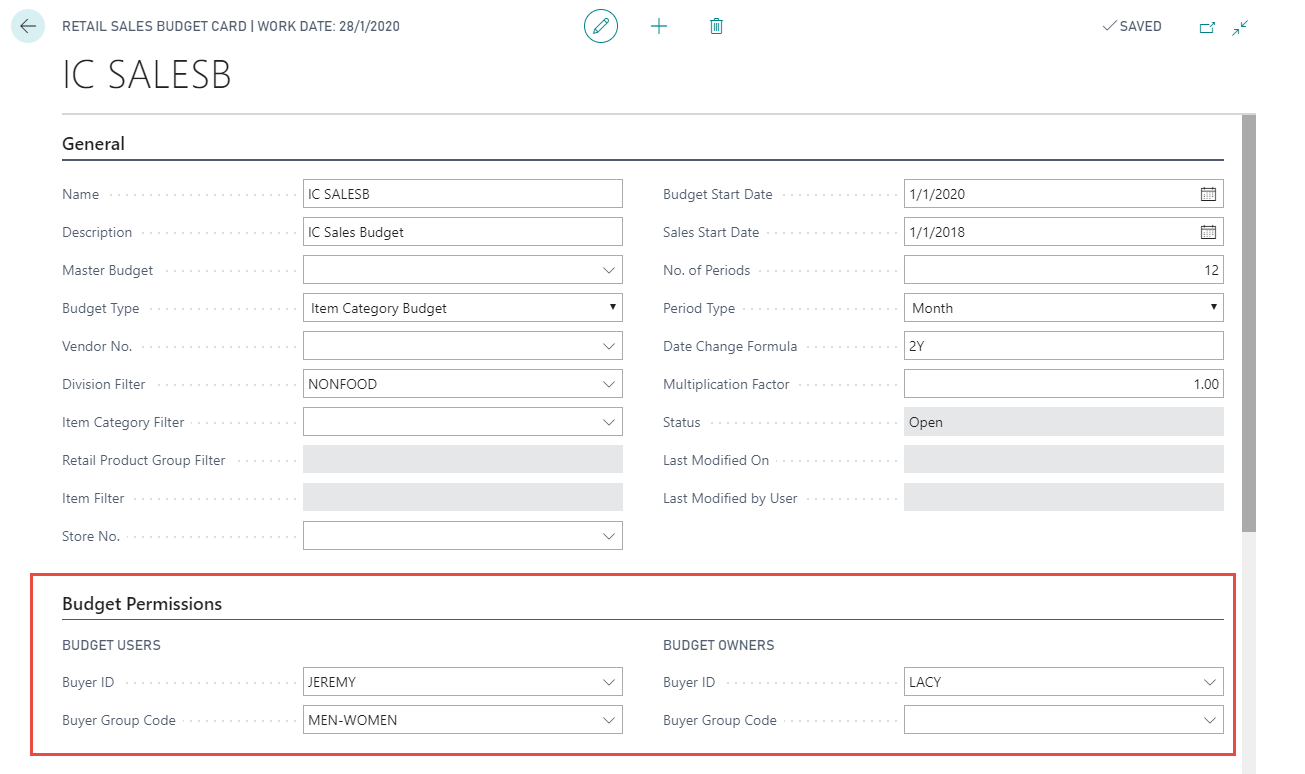 RETAIL SALES BUDGET CARD | WORK DATE: 28/1/2020
SAVED
IC SALESB
General
Name IC SALESB
Budget Start Date 1/1/2020
Description IC Sales Budget
Sales Start Date 1/1/2018
Master Budget
No. of Periods 12
Budget Type Item Category Budget
Period Type Month
Vendor No.
Date Change Formula 2Y
Division Filter NONFOOD
Multiplication Factor 1.00
Item Category Filter
Status Open
Retail Product Group Filter
Last Modified On
Item Filter
Last Modified by User
Store No.
Budget Permissions
BUDGET USERS
BUDGET OWNERS
Buyer ID JEREMY
Buyer ID LACY
Buyer Group Code MEN-WOMEN
Buyer Group Code